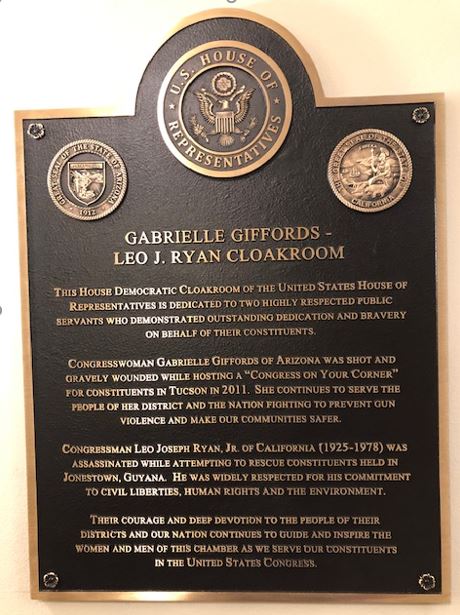 U.S. HOUSE OF
REPRESENTATIVES
GREAT SEAL OF THE STATE OF ARIZONA
1912
CALIFORNIA
GABRIELLE GIFFORDS -
LEO J. RYAN CLOAKROOM
THIS HOUSE DEMOCRATIC CLOAKROOM OF THE UNITED STATES HOUSE OF
REPRESENTATIVES IS DEDICATED TO TWO HIGHLY RESPECTED PUBLIC
SERVANTS WHO DEMONSTRATED OUTSTANDING DEDICATION AND BRAVERY
ON BEHALF OF THEIR CONSTITUENTS.
CONGRESSWOMAN GABRIELLE GIFFORDS OF ARIZONA WAS SHOT AND
GRAVELY WOUNDED WHILE HOSTING A "CONGRESS ON YOUR CORNER"
FOR CONSTITUENTS IN TUCSON IN 2011. SHE CONTINUES TO SERVE THE
PEOPLE OF HER DISTRICT AND THE NATION FIGHTING TO PREVENT GUN
VIOLENCE AND MAKE OUR COMMUNITIES SAFER.
CONGRESSMAN LEO JOSEPH RYAN, JR. OF CALIFORNIA (1925-1978) WAS
ASSASSINATED WHILE ATTEMPTING TO RESCUE CONSTITUENTS HELD IN
JONESTOWN, GUYANA. HE WAS WIDELY RESPECTED FOR HIS COMMITMENT
TO CIVIL LIBERTIES, HUMAN RIGHTS AND THE ENVIRONMENT.
THEIR COURAGE AND DEEP DEVOTION TO THE PEOPLE OF THEIR
DISTRICTS AND OUR NATION CONTINUES TO GUIDE AND INSPIRE THE
WOMEN AND MEN OF THIS CHAMBER AS WE SERVE OUR CONSTITUENTS
IN THE UNITED STATES CONGRESS.